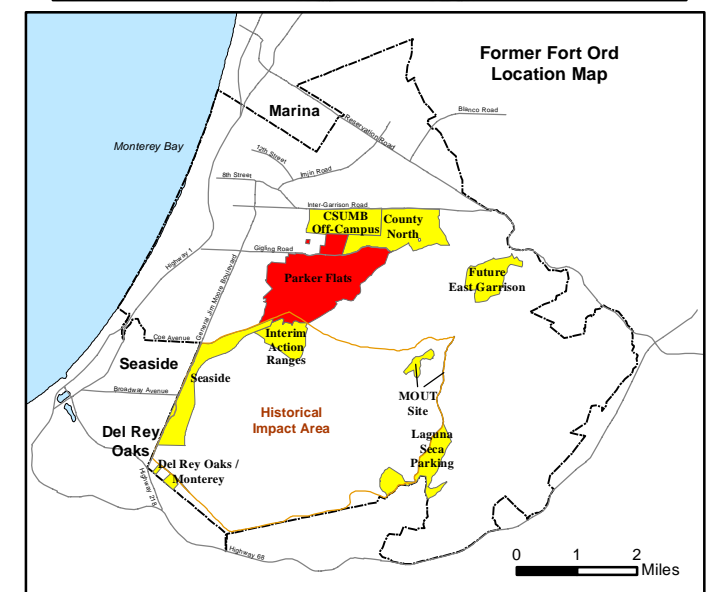 Former Fort Ord
Location Map
Marina
Blanco Road
Reservation Road
Monterey Bay
12th Street
Imjin Road
8th Street
Inter-Garrison Road
CSUMB
Off-Campus
County
North
Gigling Road
Highway 1
General Jim Moore Boulevard
Parker Flats
Future
East Garrison
Coe Avenue
Interim
Action
Ranges
Seaside
Seaside
Broadway Avenue
MOUT
Site
Historical
Impact Area
Del Rey
Oaks
Laguna
Seca
Parking
Del Rey Oaks /
Monterey
Highway 218
Highway 68
0 1 2
Miles